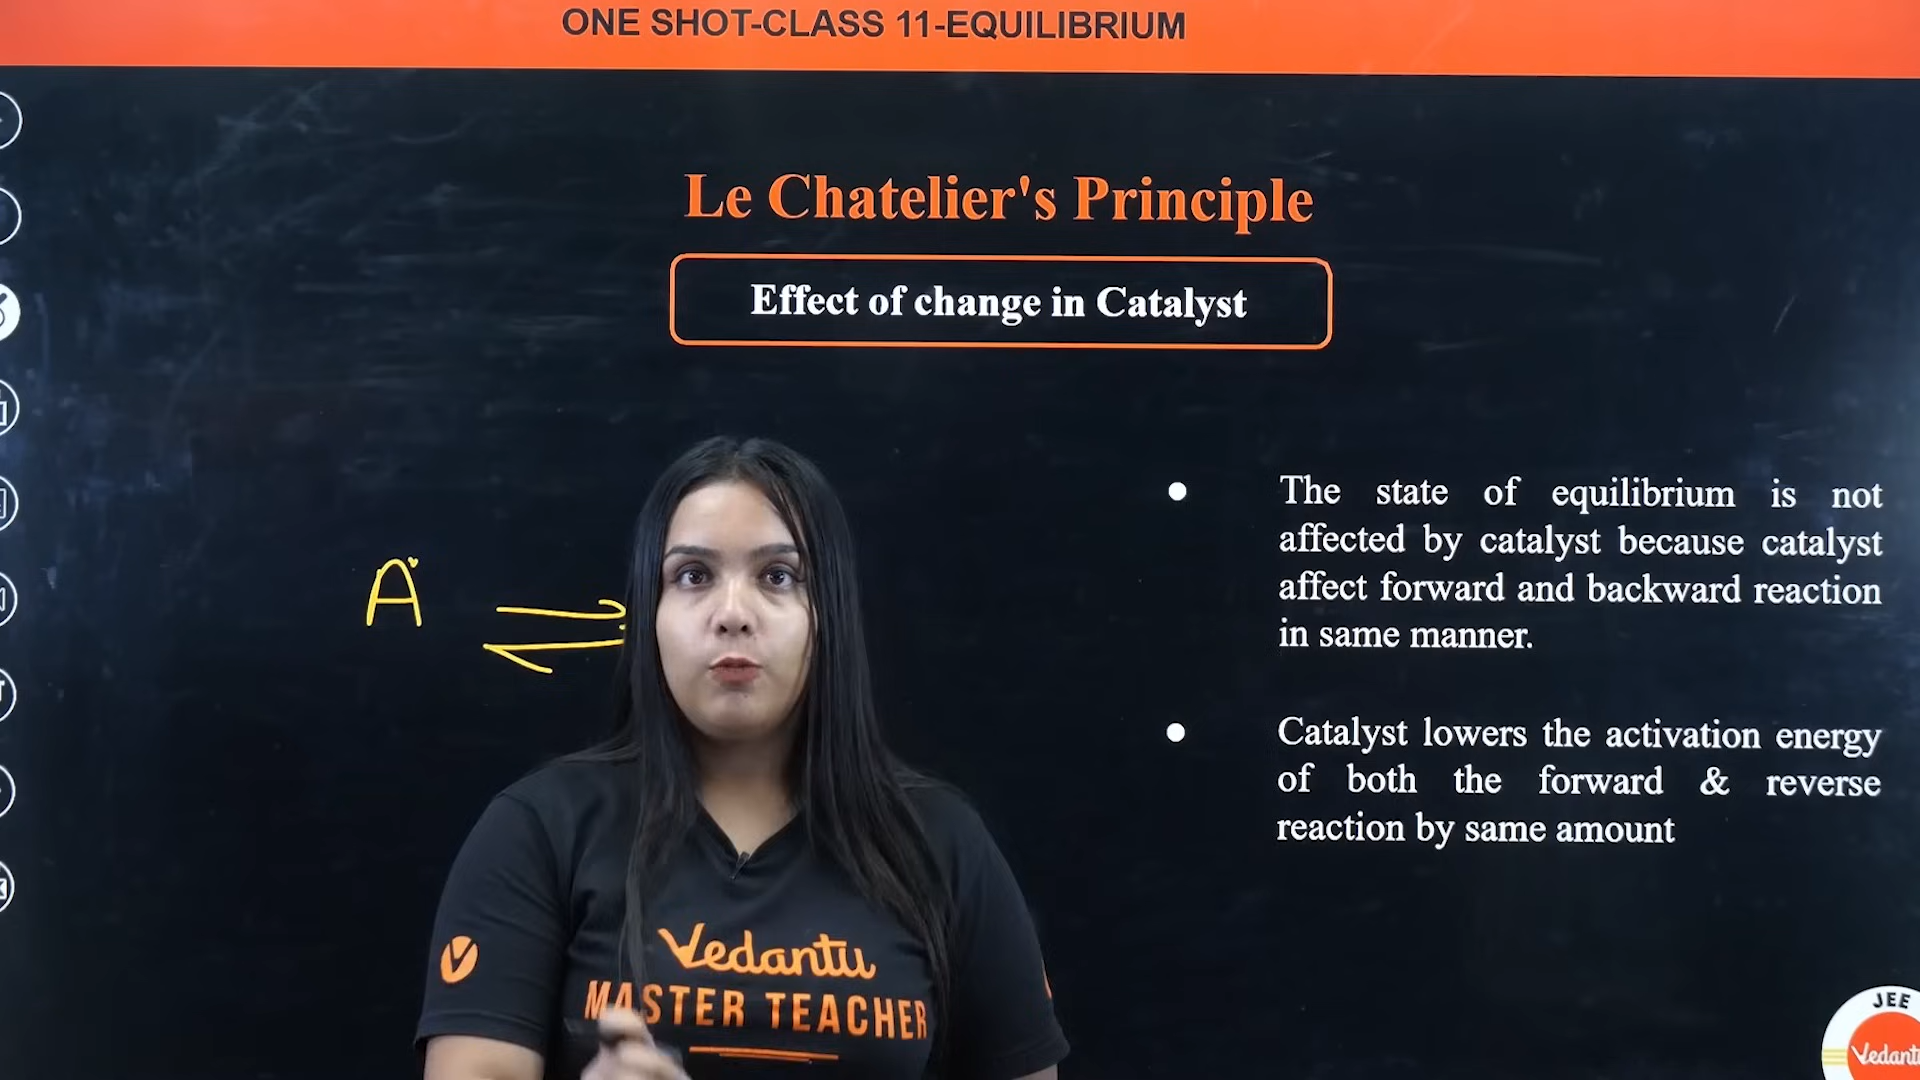 ONE SHOT-CLASS 11-EQUILIBRIUM
Le Chatelier's Principle
Effect of change in Catalyst
The state of equilibrium is not
affected by catalyst because catalyst
affect forward and backward reaction
in same manner.
Catalyst lowers the activation energy
of both the forward & reverse
reaction by same amount
A ⇌
Vedantu
MASTER TEACHER
JEE
Vedantu